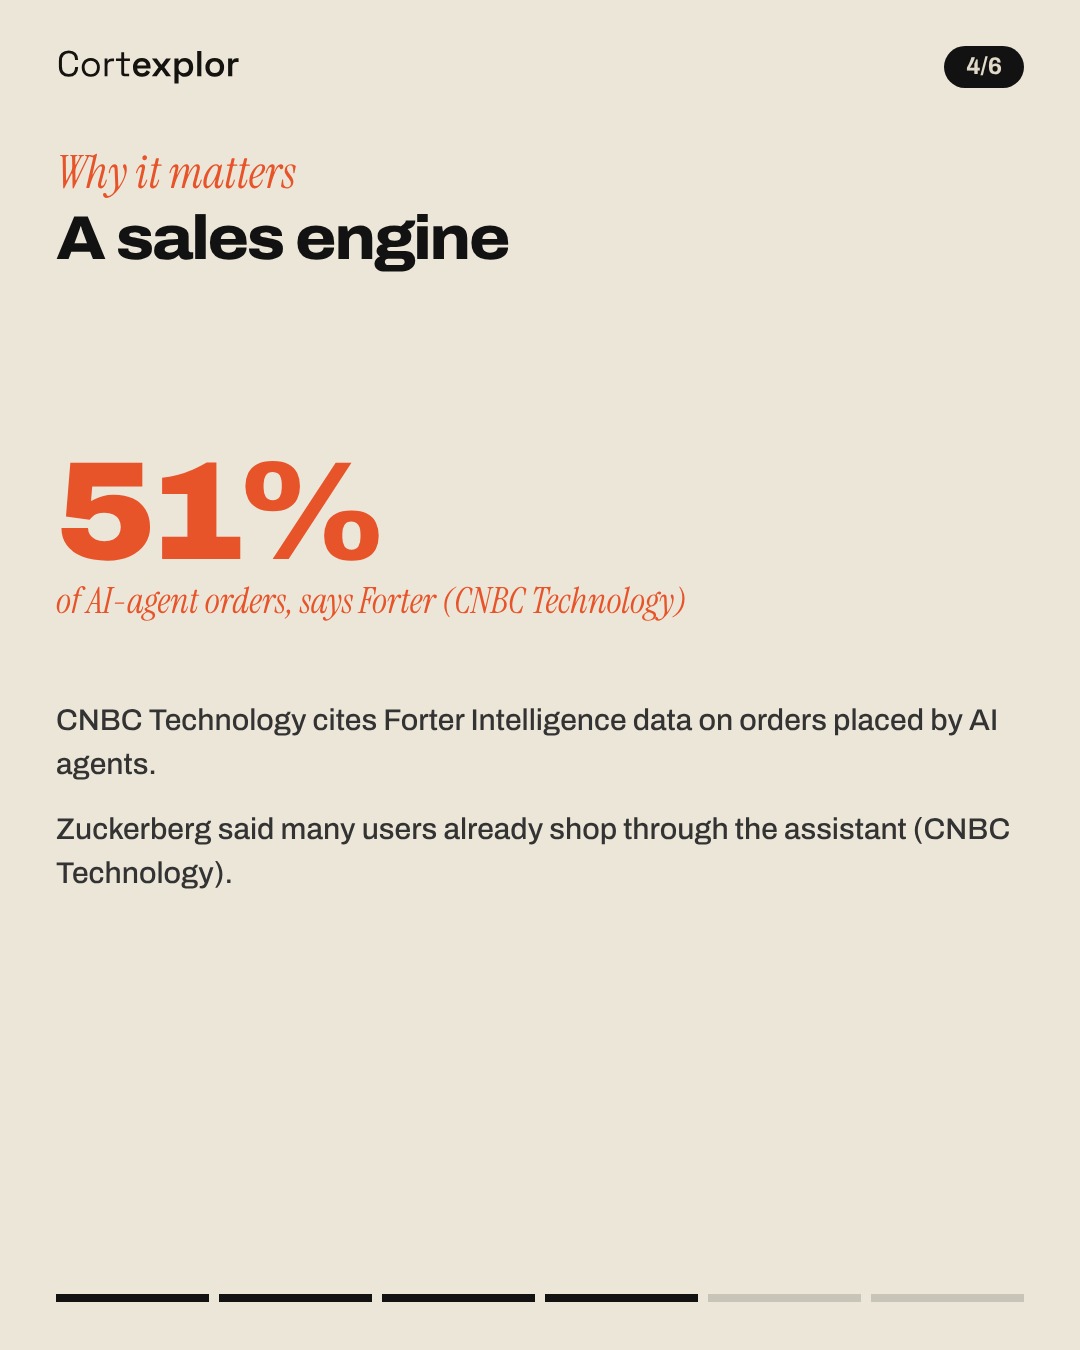 Cortexplor
4/6
Why it matters
A sales engine
51%
of AI-agent orders, says Forter (CNBC Technology)
CNBC Technology cites Forter Intelligence data on orders placed by AI
agents.
Zuckerberg said many users already shop through the assistant (CNBC
Technology).